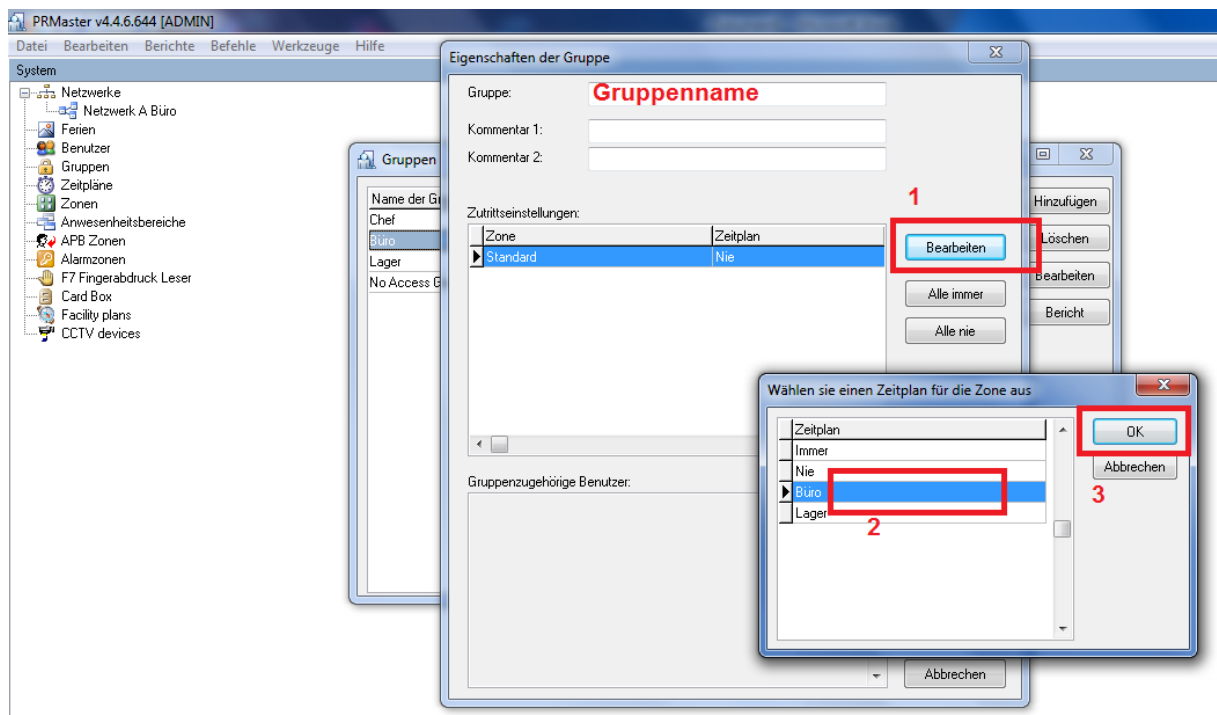 PRMaster v4.4.6.644 [ADMIN]
Datei Bearbeiten Berichte Befehle Werkzeuge Hilfe
System
Netzwerke
Netzwerk A Büro
Ferien
Benutzer
Gruppen
Zeitpläne
Zonen
Anwesenheitsbereiche
APB Zonen
Alarmzonen
F7 Fingerabdruck Leser
Card Box
Facility plans
CCTV devices
Gruppen
Name der Gr
Chef
Büro
Lager
No Access G
Hinzufügen
Löschen
Bearbeiten
Bericht
Eigenschaften der Gruppe
Gruppe: Gruppenname
Kommentar 1:
Kommentar 2:
Zutrittseinstellungen:
Zone Zeitplan
Standard Nie
1
Bearbeiten
Alle immer
Alle nie
Gruppenzugehörige Benutzer:
Abbrechen
Wählen sie einen Zeitplan für die Zone aus
Zeitplan
Immer
Nie
Büro
Lager
2
OK
Abbrechen
3